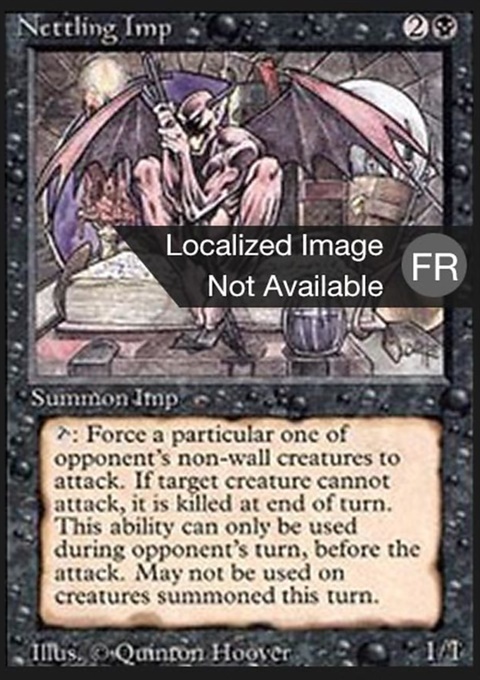 Nettling Imp 2
Localized Image
Not Available
FR
Summon Imp
: Force a particular one of
opponent's non-wall creatures to
attack. If target creature cannot
attack, it is killed at end of turn.
This ability can only be used
during opponent's turn, before the
attack. May not be used on
creatures summoned this turn.
Illus. © Quinton Hoover 1/1